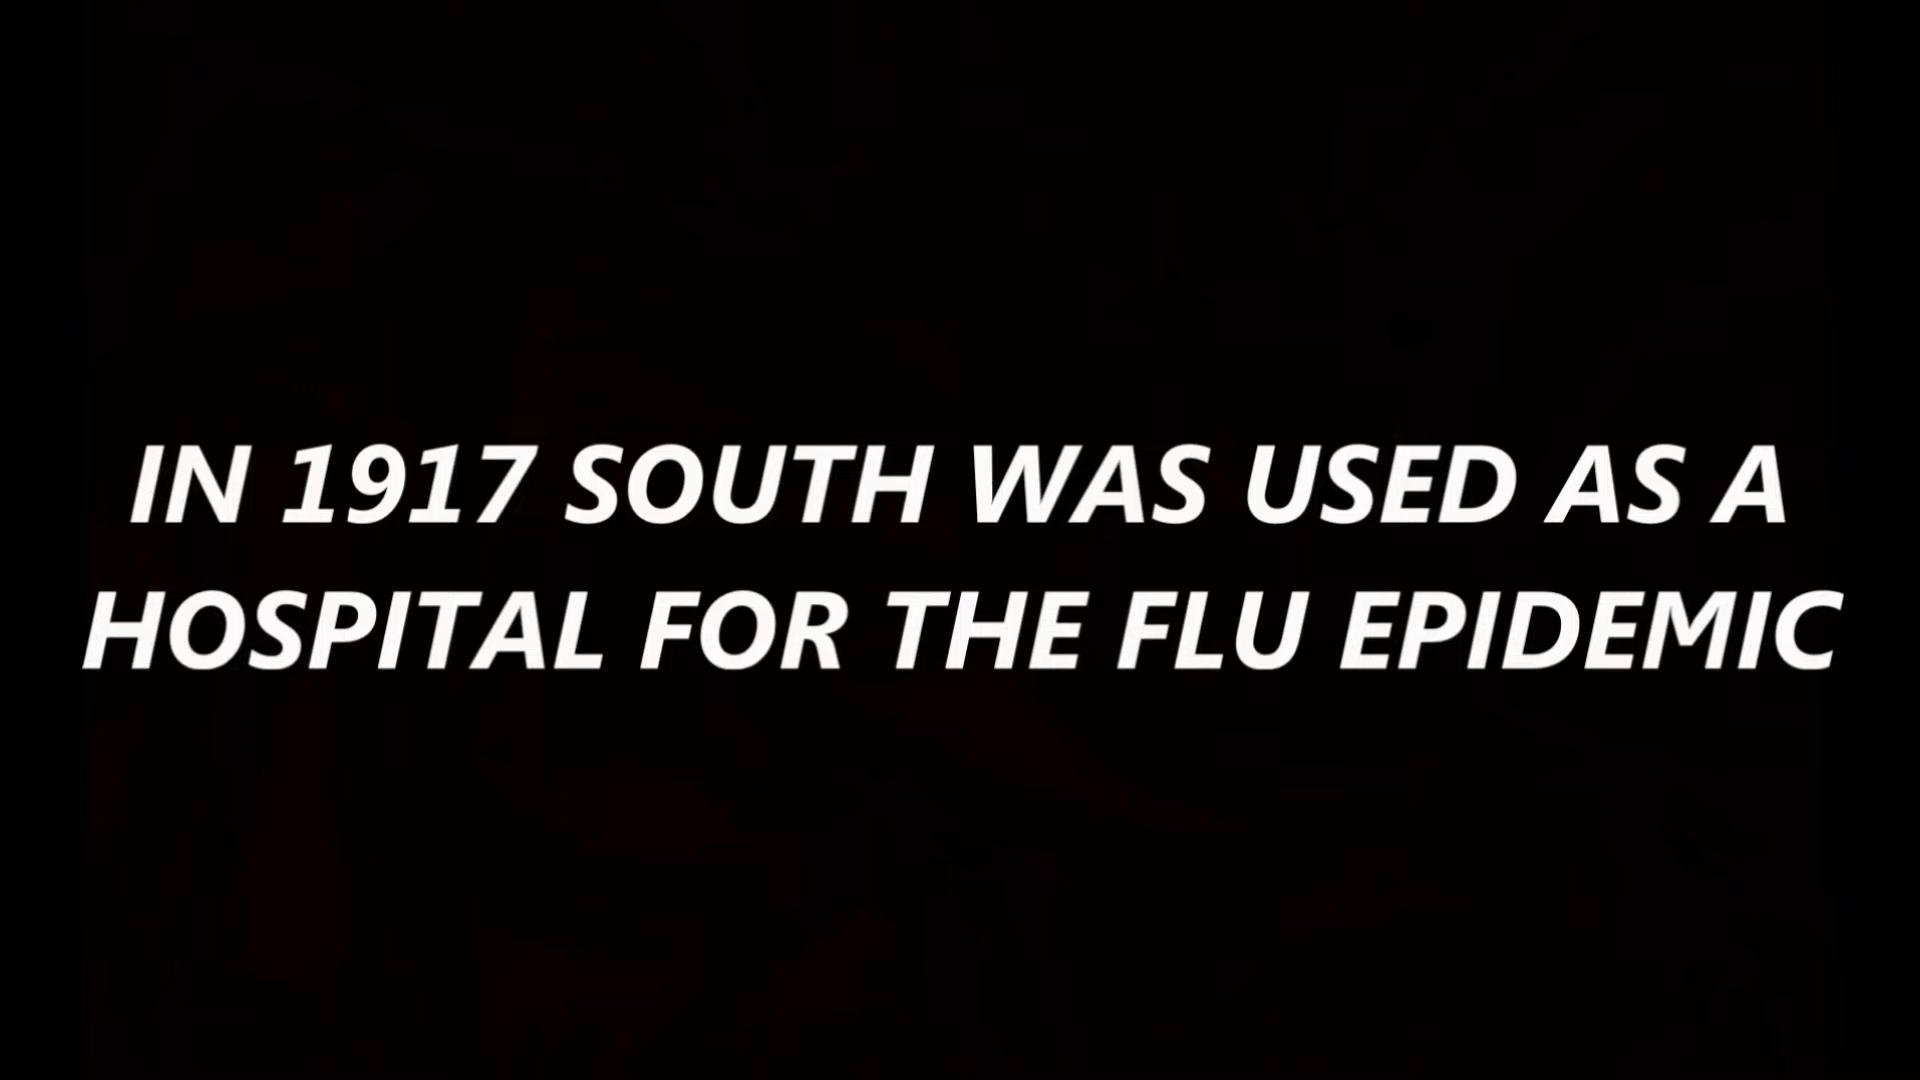 IN 1917 SOUTH WAS USED AS A
HOSPITAL FOR THE FLU EPIDEMIC